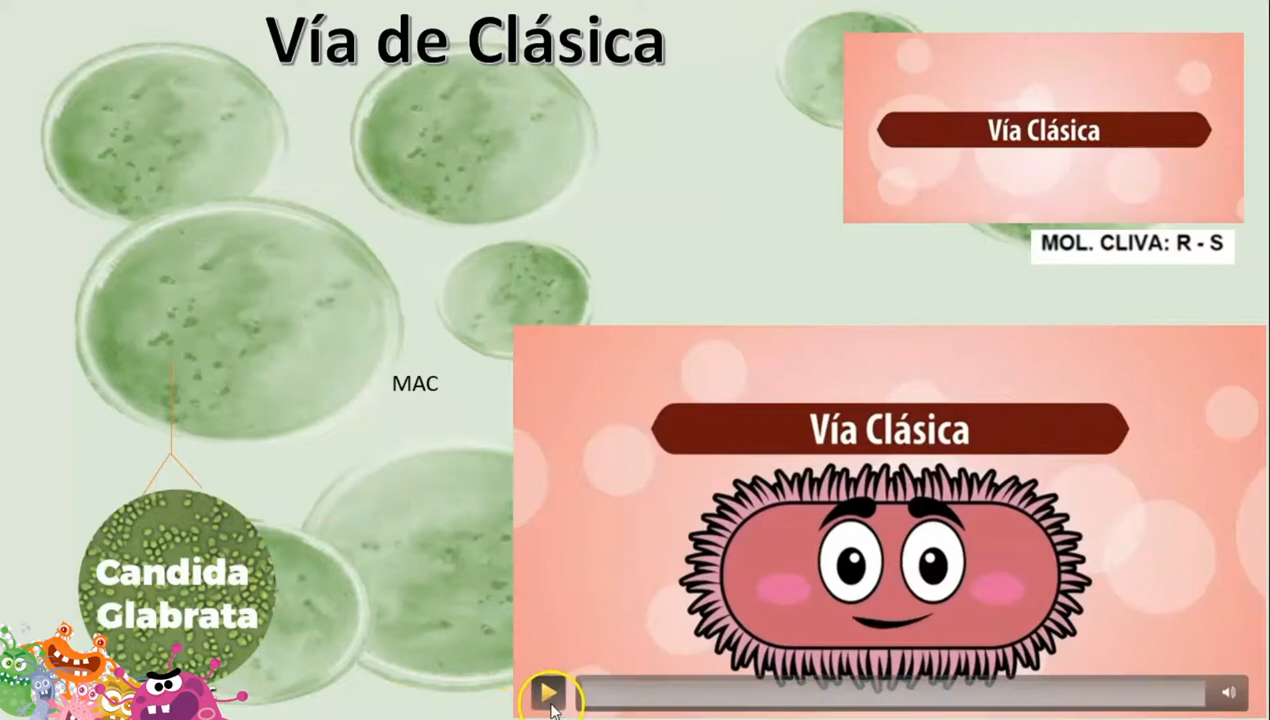 Vía de Clásica
Vía Clásica
MOL. CLIVA: R - S
MAC
Vía Clásica
Candida
Glabrata